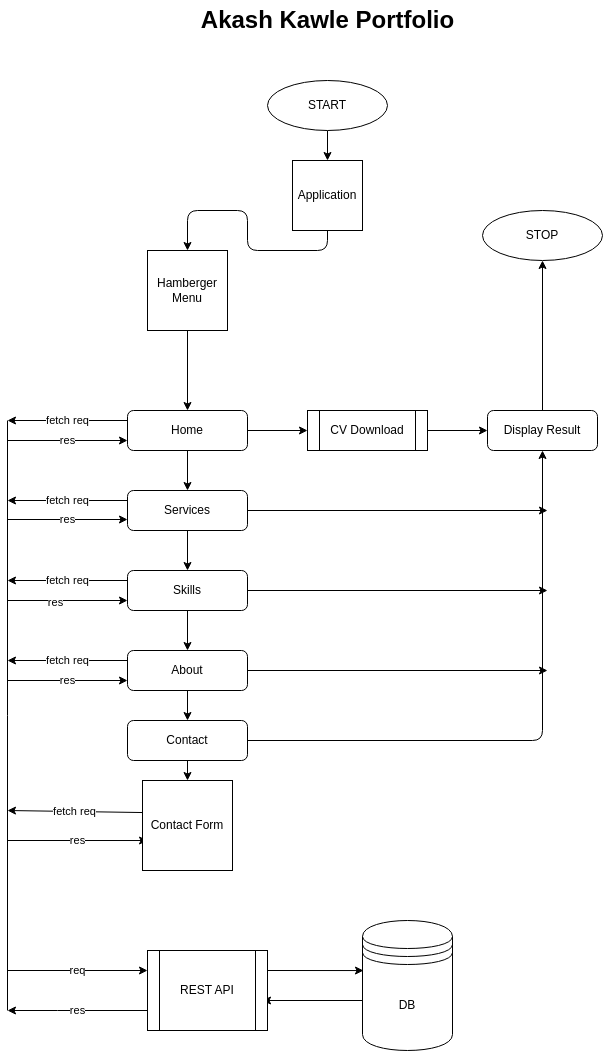 Akash Kawle Portfolio
START
Application
STOP
Hamberger
Menu
fetch req
res
Home
CV Download
Display Result
fetch req
res
Services
fetch req
res
Skills
fetch req
res
About
Contact
fetch req
res
Contact Form
req
res
REST API
DB